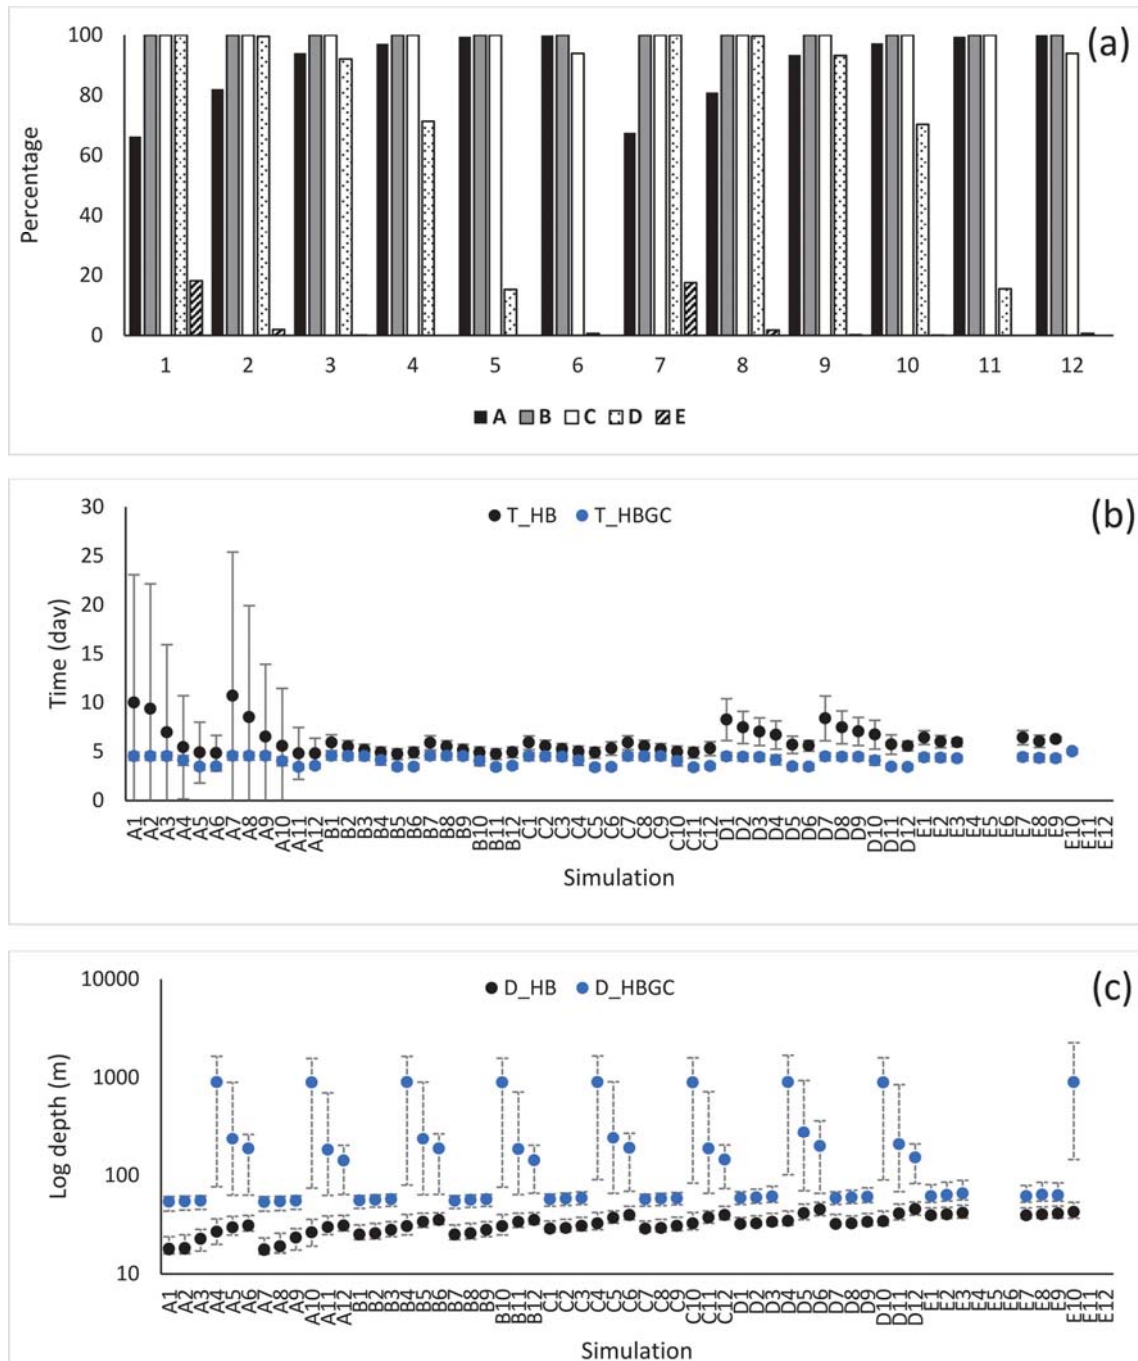 (a)
100
80
60
40
20
0
Percentage
1 2 3 4 5 6 7 8 9 10 11 12
A B C D E
(b)
T_HB T_HBGC
30
25
20
15
10
5
0
Time (day)
A1 A2 A3 A4 A5 A6 A7 A8 A9 A10 A11 A12 B1 B2 B3 B4 B5 B6 B7 B8 B9 B10 B11 B12 C1 C2 C3 C4 C5 C6 C7 C8 C9 C10 C11 C12 D1 D2 D3 D4 D5 D6 D7 D8 D9 D10 D11 D12 E1 E2 E3 E4 E5 E6 E7 E8 E9 E10 E11 E12
Simulation
(c)
D_HB D_HBGC
10000
1000
100
10
Log depth (m)
A1 A2 A3 A4 A5 A6 A7 A8 A9 A10 A11 A12 B1 B2 B3 B4 B5 B6 B7 B8 B9 B10 B11 B12 C1 C2 C3 C4 C5 C6 C7 C8 C9 C10 C11 C12 D1 D2 D3 D4 D5 D6 D7 D8 D9 D10 D11 D12 E1 E2 E3 E4 E5 E6 E7 E8 E9 E10 E11 E12
Simulation